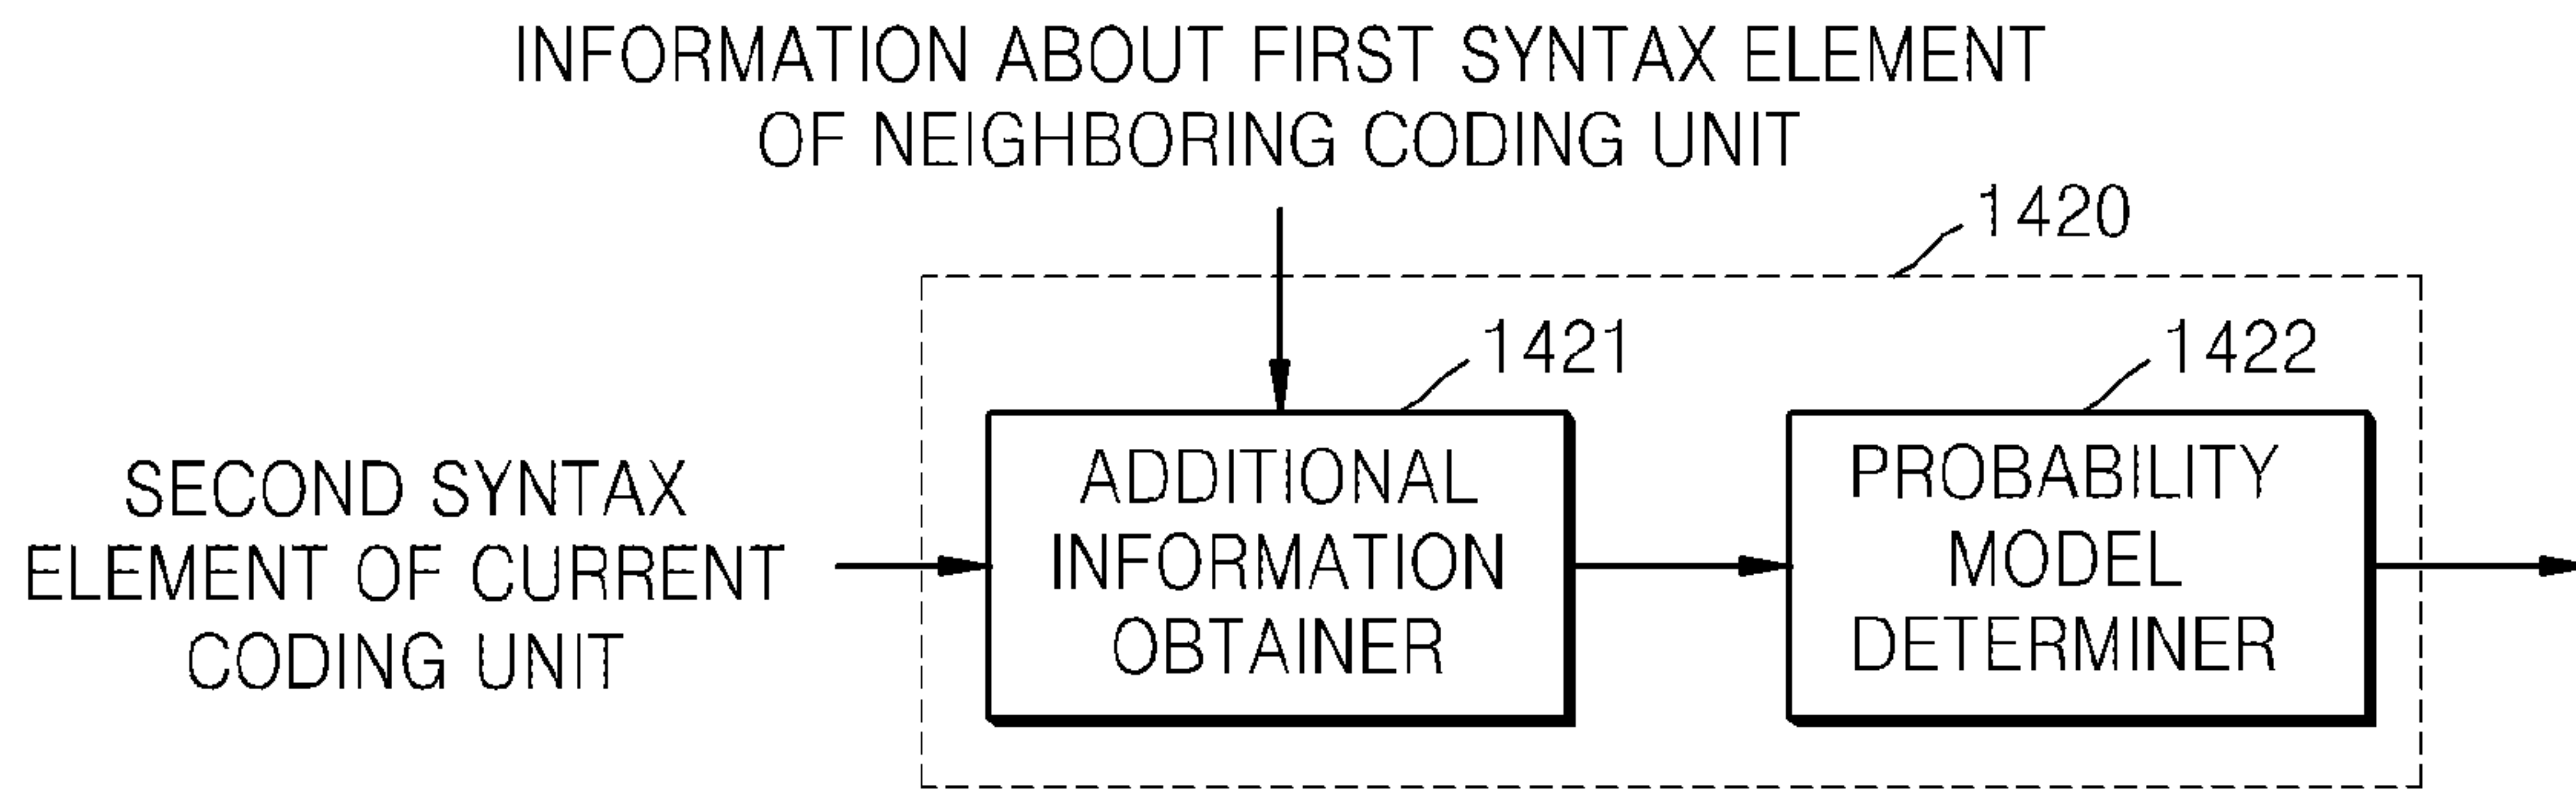 INFORMATION ABOUT FIRST SYNTAX ELEMENT
OF NEIGHBORING CODING UNIT
1420
1421
1422
SECOND SYNTAX
ELEMENT OF CURRENT
CODING UNIT
ADDITIONAL
INFORMATION
OBTAINER
PROBABILITY
MODEL
DETERMINER